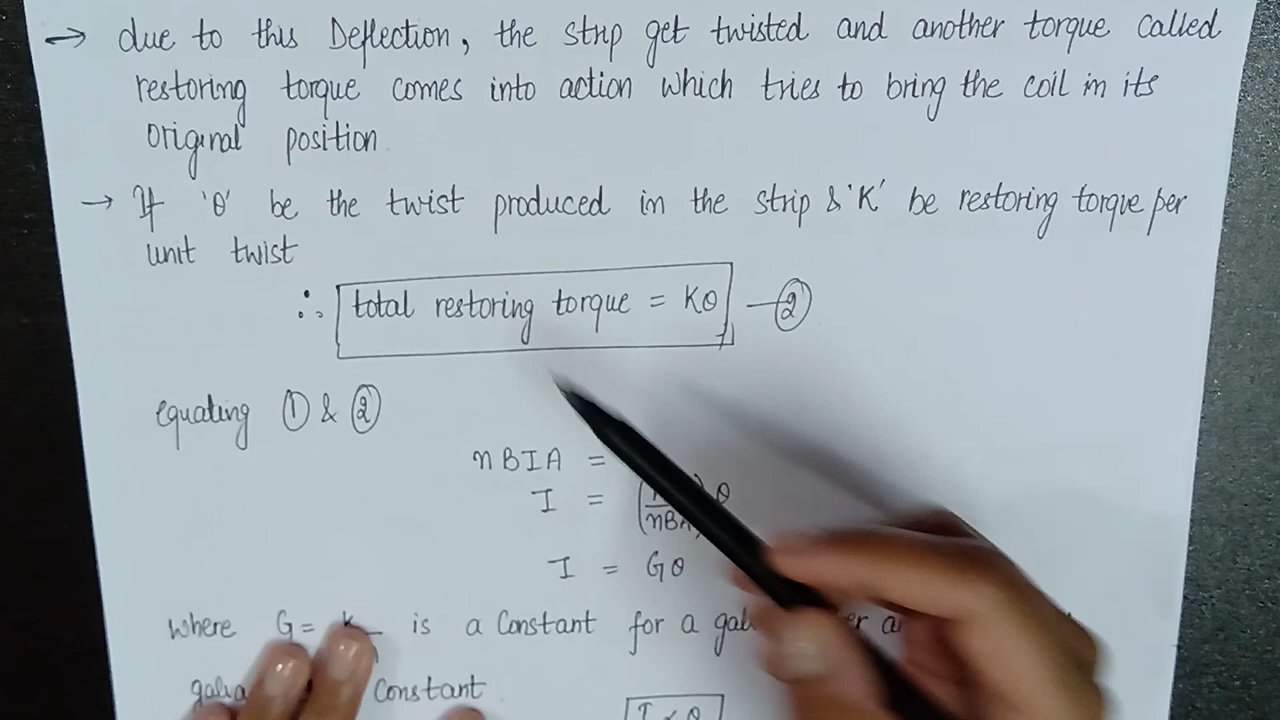 → due to this Deflection, the strip get twisted and another torque called
restoring torque comes into action which tries to bring the coil in its
original position
→ If 'θ' be the twist produced in the strip & 'K' be restoring torque per
unit twist
∴ total restoring torque = Kθ —②
equating ① & ②
nBIA =
I = ( /nBA) θ
I = Gθ
where G = K is a Constant for a
Constant
I ∝ θ